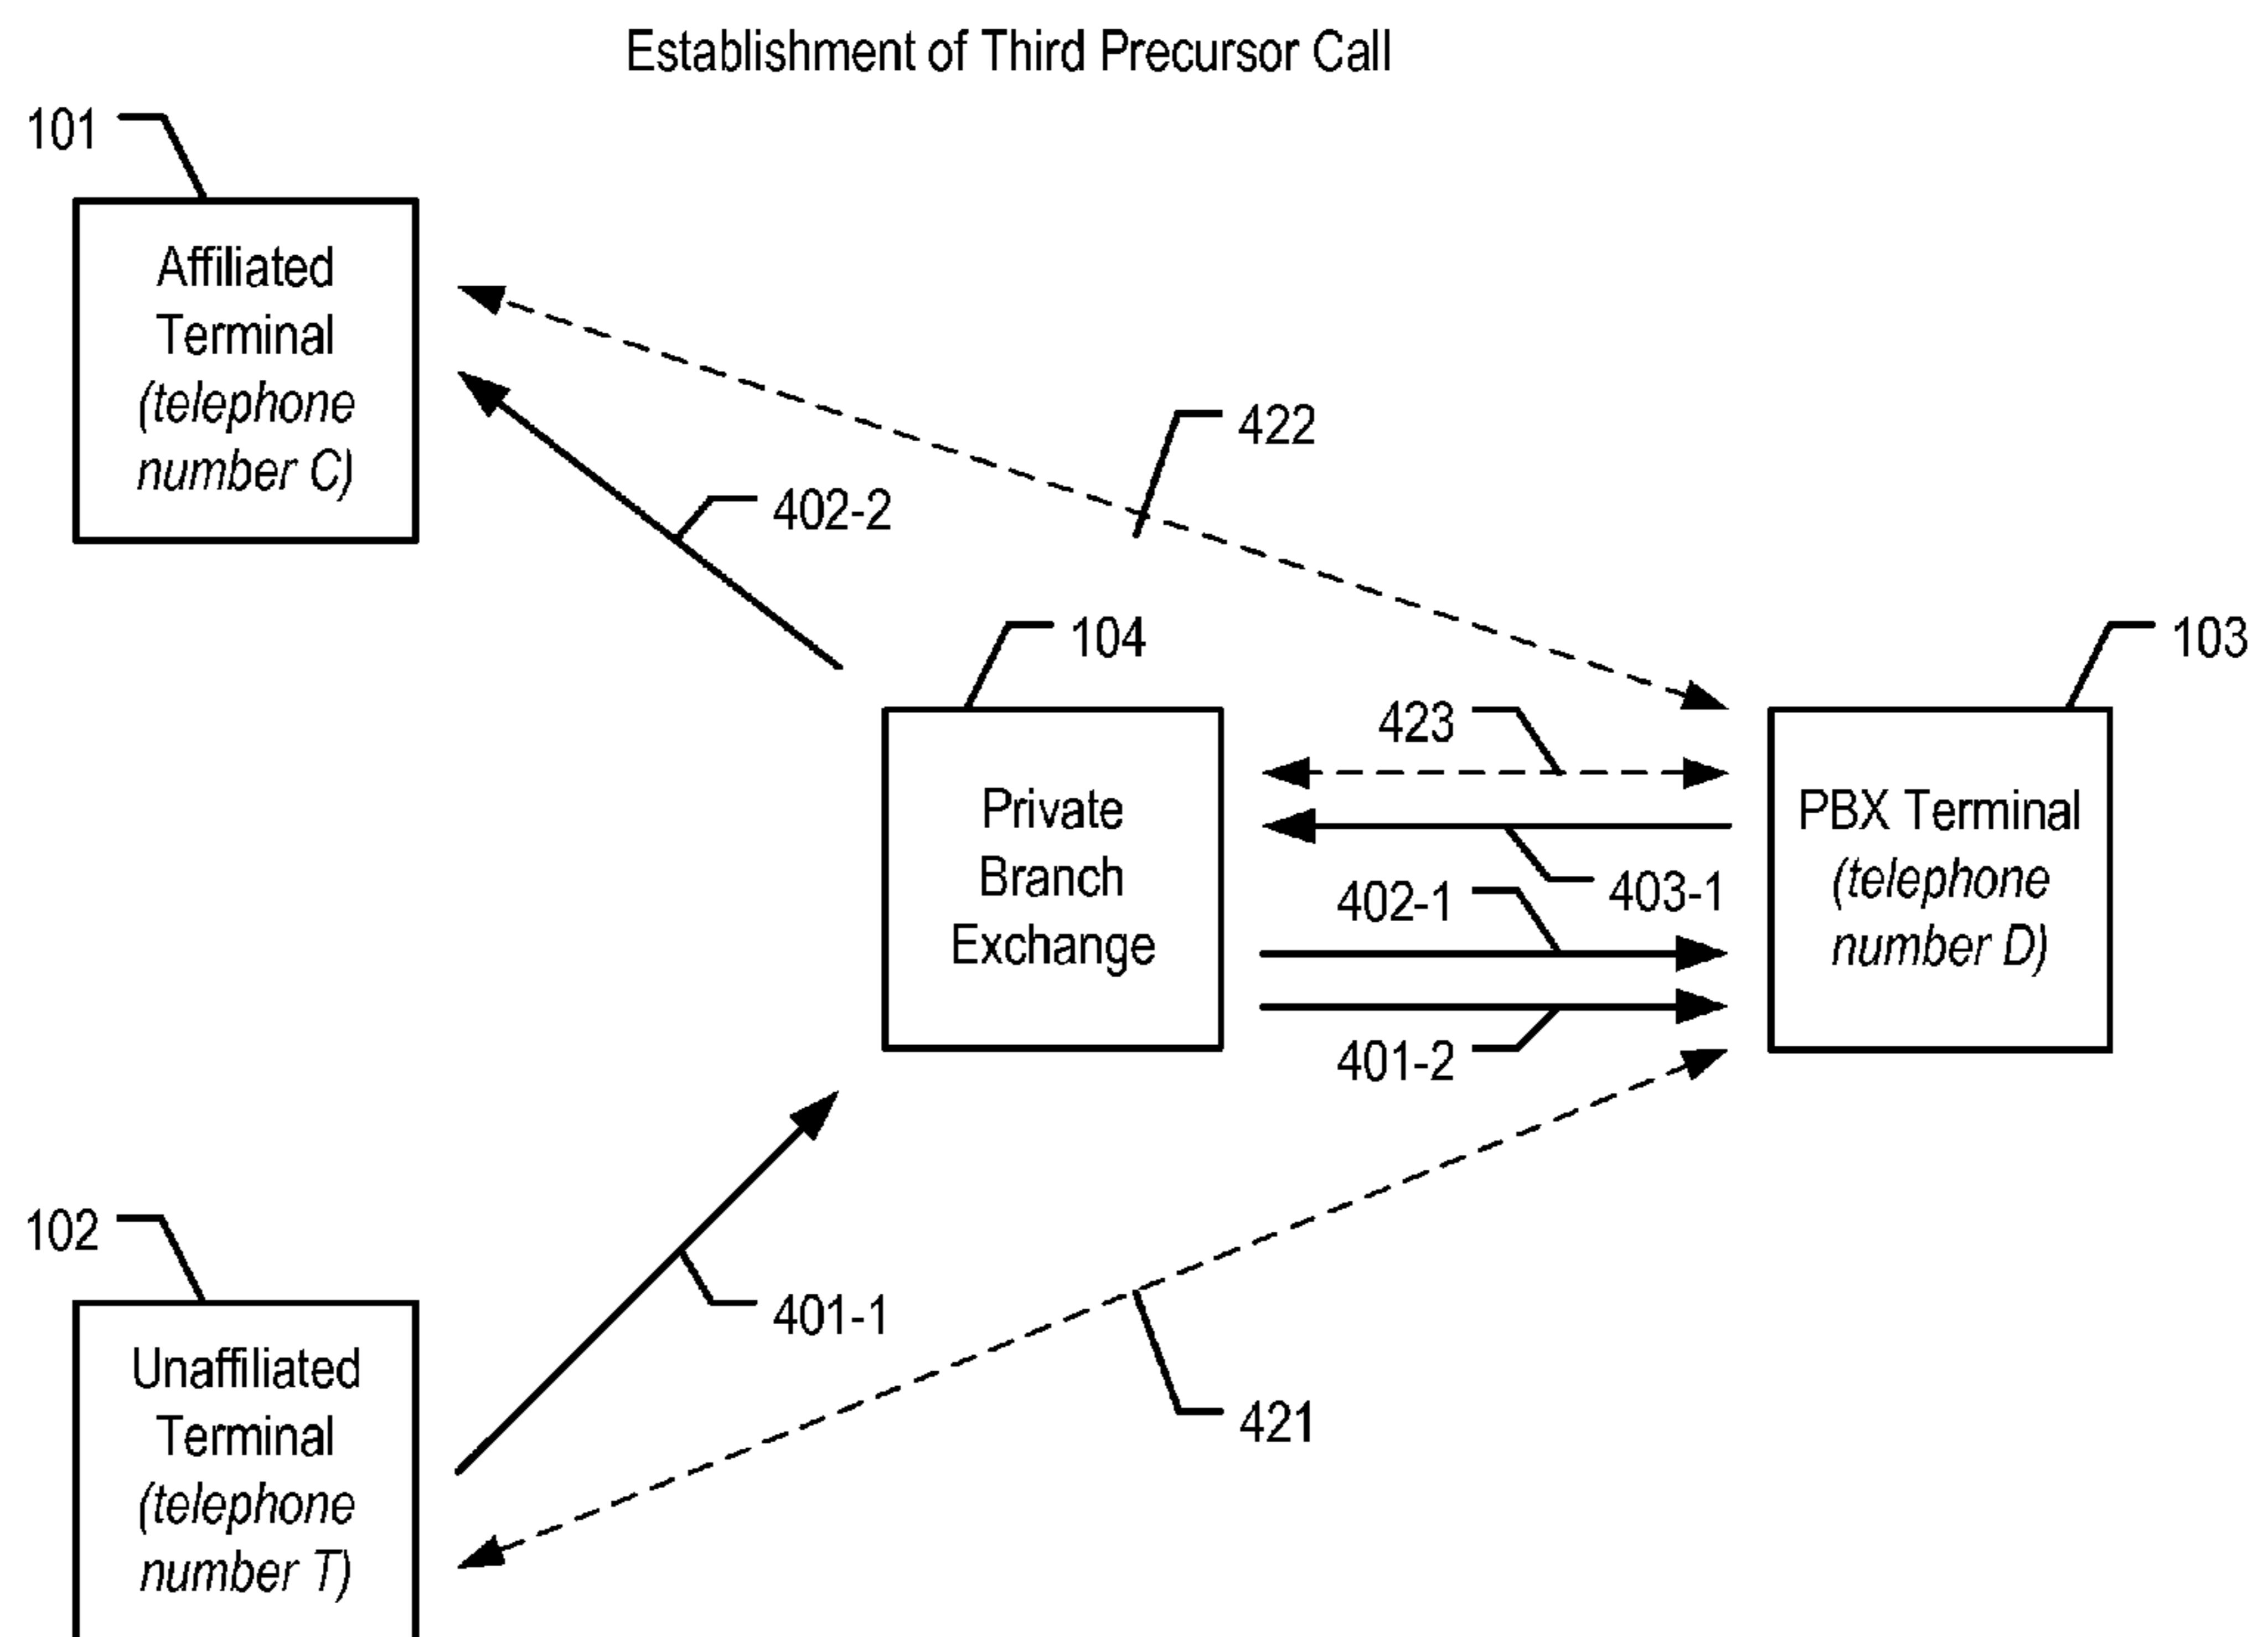 Establishment of Third Precursor Call
101
Affiliated
Terminal
(telephone
number C)
422
402-2
104
103
423
Private
Branch
Exchange
PBX Terminal
(telephone
number D)
403-1
402-1
401-2
102
401-1
Unaffiliated
Terminal
(telephone
number T)
421